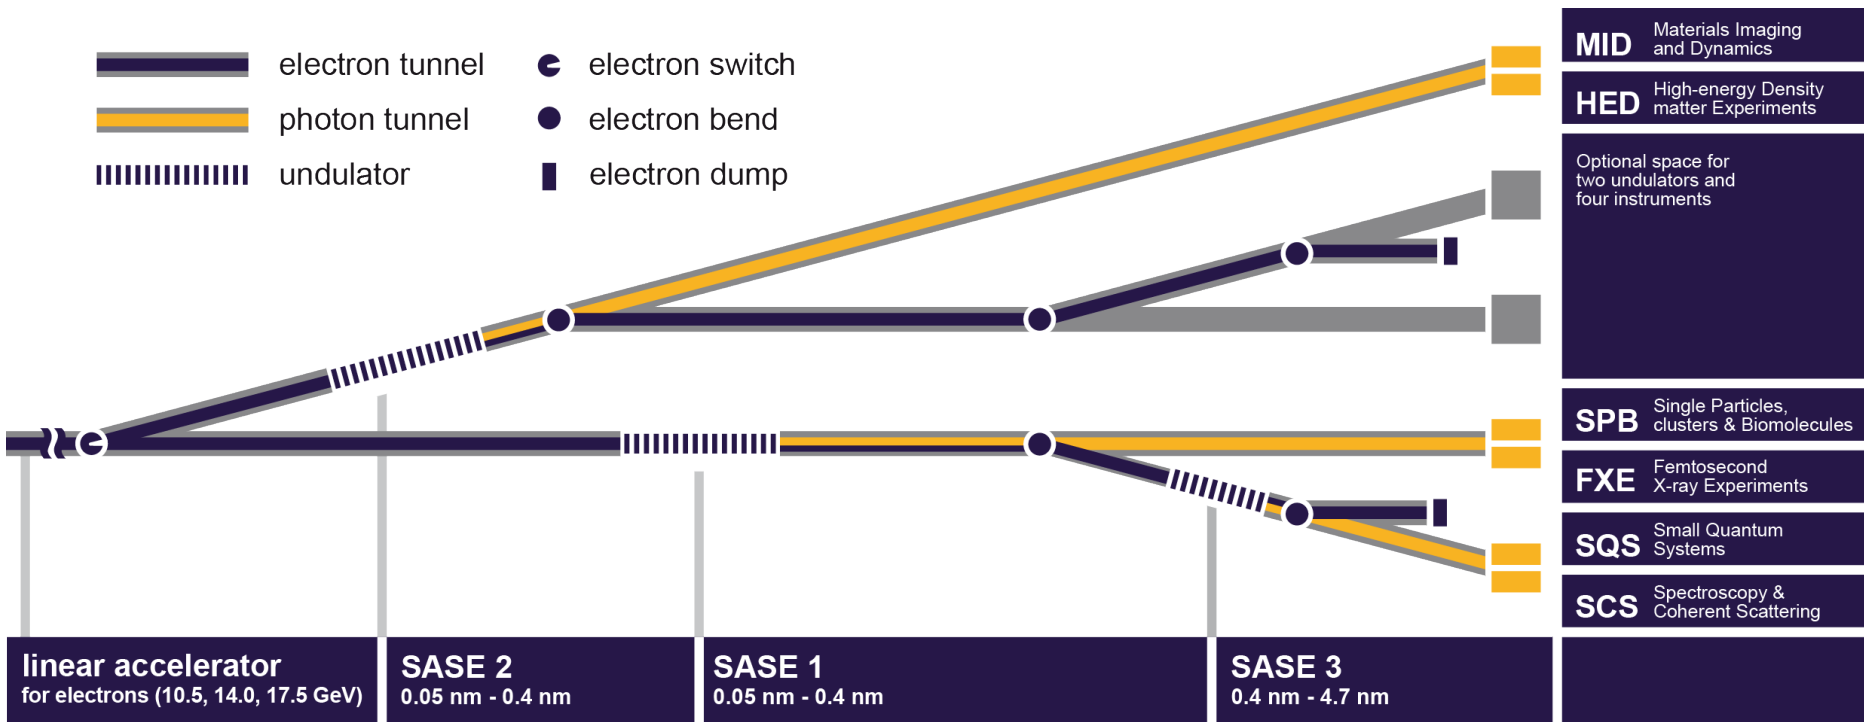 electron tunnel
photon tunnel
undulator
electron switch
electron bend
electron dump
MID
Materials Imaging
and Dynamics
HED
High-energy Density
matter Experiments
Optional space for
two undulators and
four instruments
SPB
Single Particles,
clusters & Biomolecules
FXE
Femtosecond
X-ray Experiments
SQS
Small Quantum
Systems
SCS
Spectroscopy &
Coherent Scattering
linear accelerator
for electrons (10.5, 14.0, 17.5 GeV)
SASE 2
0.05 nm - 0.4 nm
SASE 1
0.05 nm - 0.4 nm
SASE 3
0.4 nm - 4.7 nm